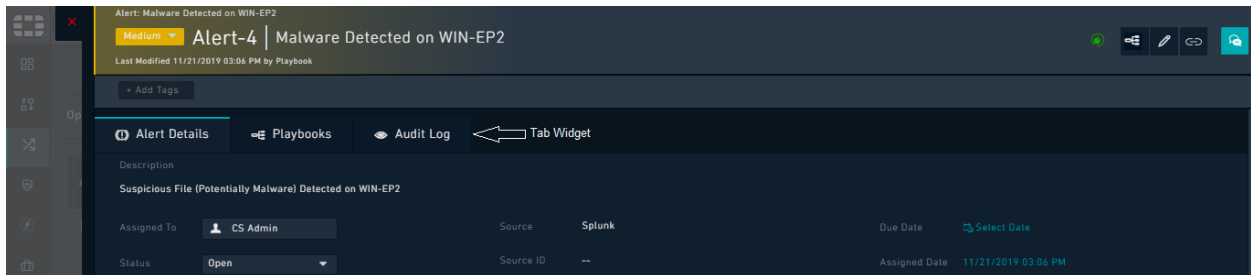 Alert: Malware Detected on WIN-EP2
Medium Alert-4 | Malware Detected on WIN-EP2
Last Modified 11/21/2019 03:06 PM by Playbook
+ Add Tags
Op
Alert Details Playbooks Audit Log Tab Widget
Description
Suspicious File (Potentially Malware) Detected on WIN-EP2
Assigned To CS Admin Source Splunk Due Date Select Date
Status Open Source ID -- Assigned Date 11/21/2019 03:06 PM